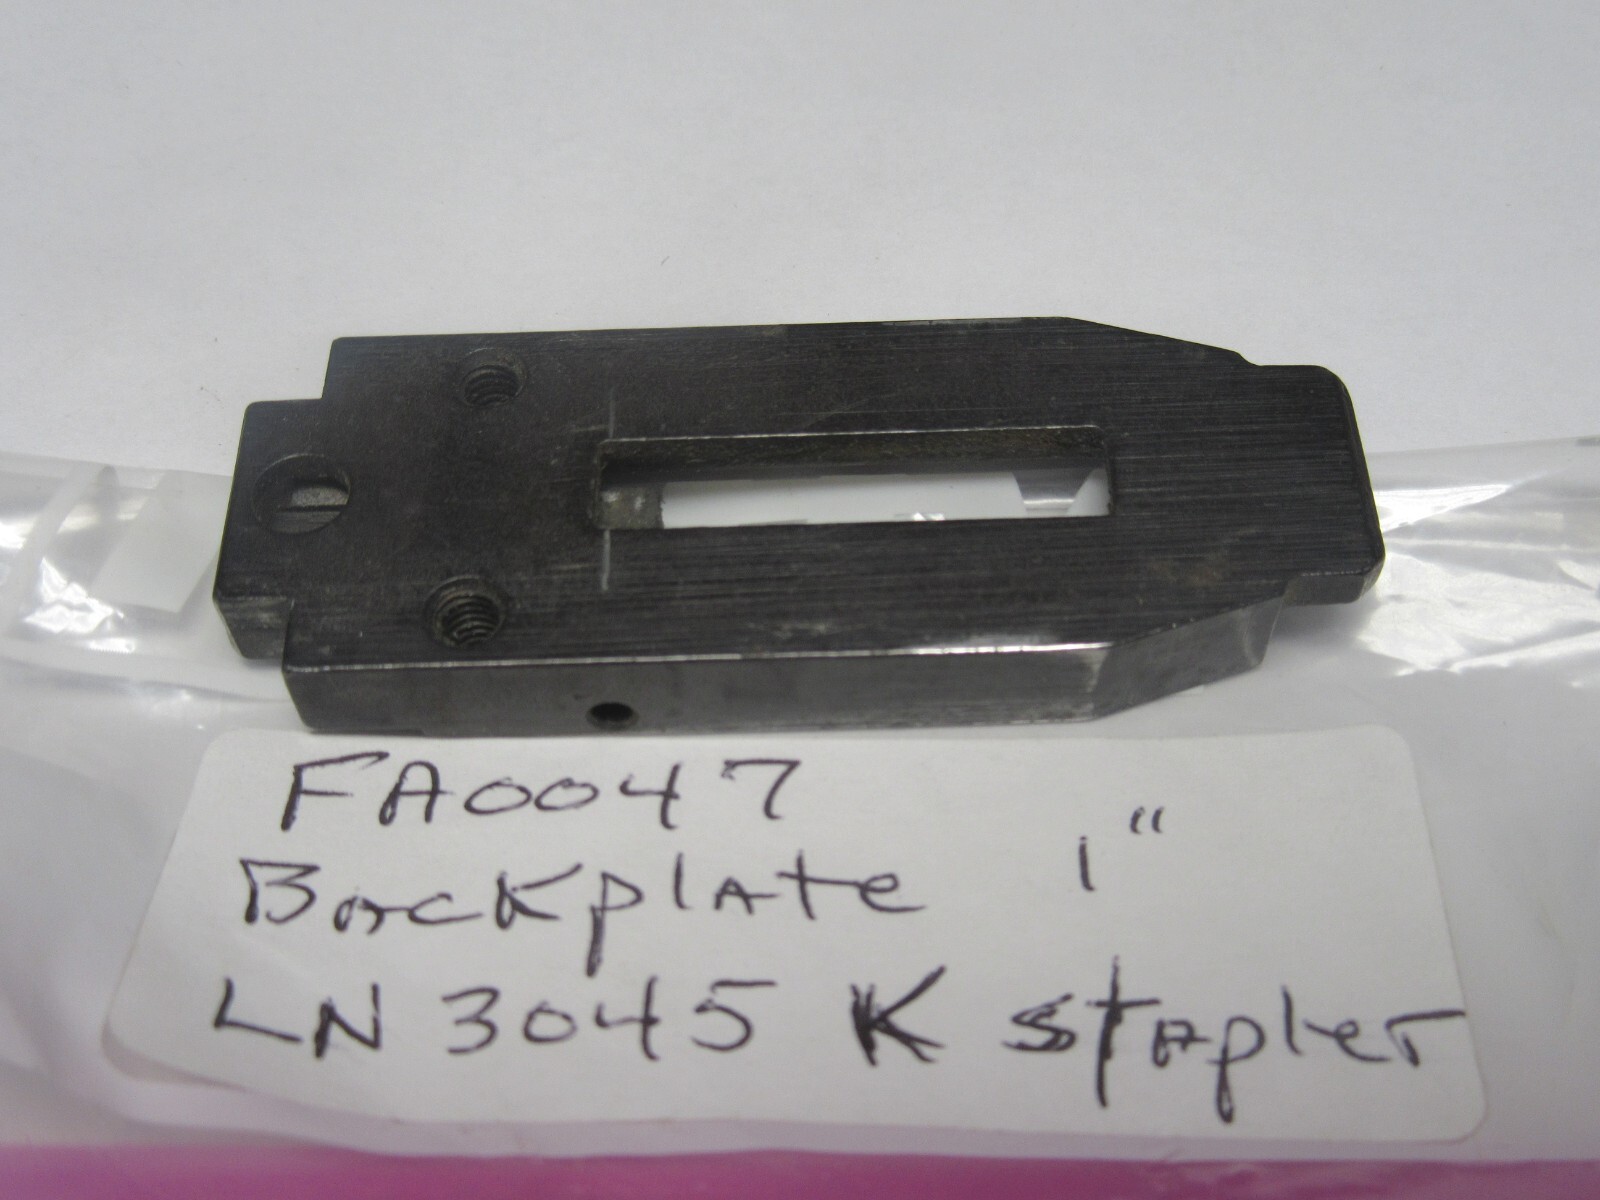 FA0047
Backplate 1"
LN 3045 K stapler